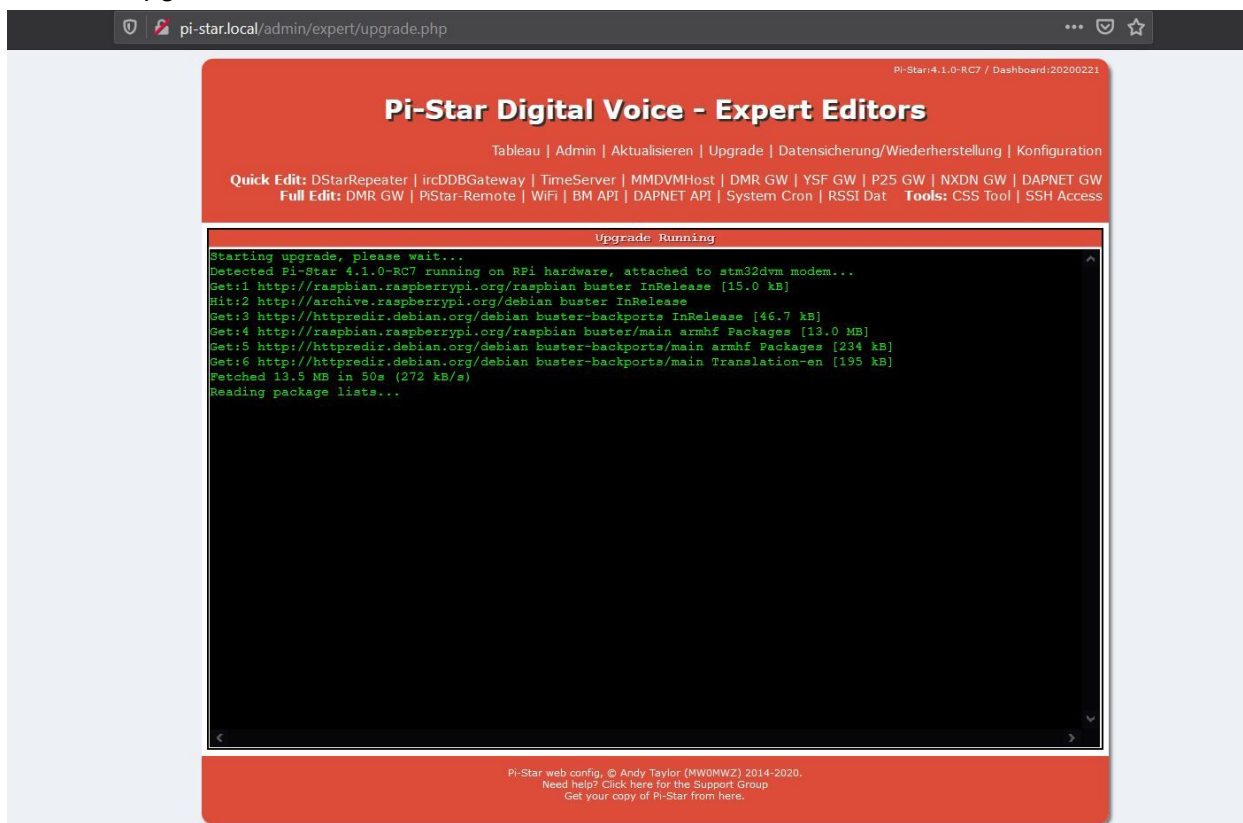 pi-star.local/admin/expert/upgrade.php
Pi-Star:4.1.0-RC7 / Dashboard:20200221
Pi-Star Digital Voice - Expert Editors
Tableau | Admin | Aktualisieren | Upgrade | Datensicherung/Wiederherstellung | Konfiguration
Quick Edit: DStarRepeater | ircDDBGateway | TimeServer | MMDVMHost | DMR GW | YSF GW | P25 GW | NXDN GW | DAPNET GW
Full Edit: DMR GW | PiStar-Remote | WiFi | BM API | DAPNET API | System Cron | RSSI Dat Tools: CSS Tool | SSH Access
Upgrade Running
Starting upgrade, please wait...
Detected Pi-Star 4.1.0-RC7 running on RPi hardware, attached to stm32dvm modem...
Get:1 http://raspbian.raspberrypi.org/raspbian buster InRelease [15.0 kB]
Hit:2 http://archive.raspberrypi.org/debian buster InRelease
Get:3 http://httpredir.debian.org/debian buster-backports InRelease [46.7 kB]
Get:4 http://raspbian.raspberrypi.org/raspbian buster/main armhf Packages [13.0 MB]
Get:5 http://httpredir.debian.org/debian buster-backports/main armhf Packages [234 kB]
Get:6 http://httpredir.debian.org/debian buster-backports/main Translation-en [195 kB]
Fetched 13.5 MB in 50s (272 kB/s)
Reading package lists...
Pi-Star web config, © Andy Taylor (MW0MWZ) 2014-2020.
Need help? Click here for the Support Group
Get your copy of Pi-Star from here.